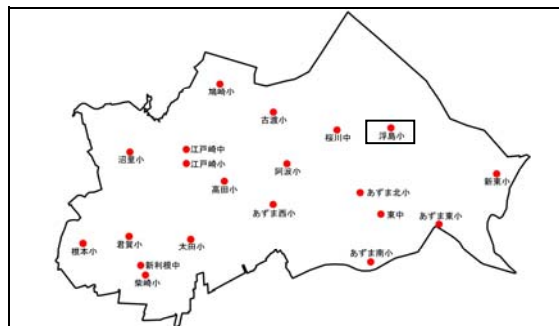 鳩崎小
古渡小
桜川中
浮島小
沼里小
江戸崎中
江戸崎小
阿波小
高田小
新東小
あずま北小
あずま西小
東中
あずま東小
根本小
君賀小
太田小
新利根中
柴崎小
あずま南小